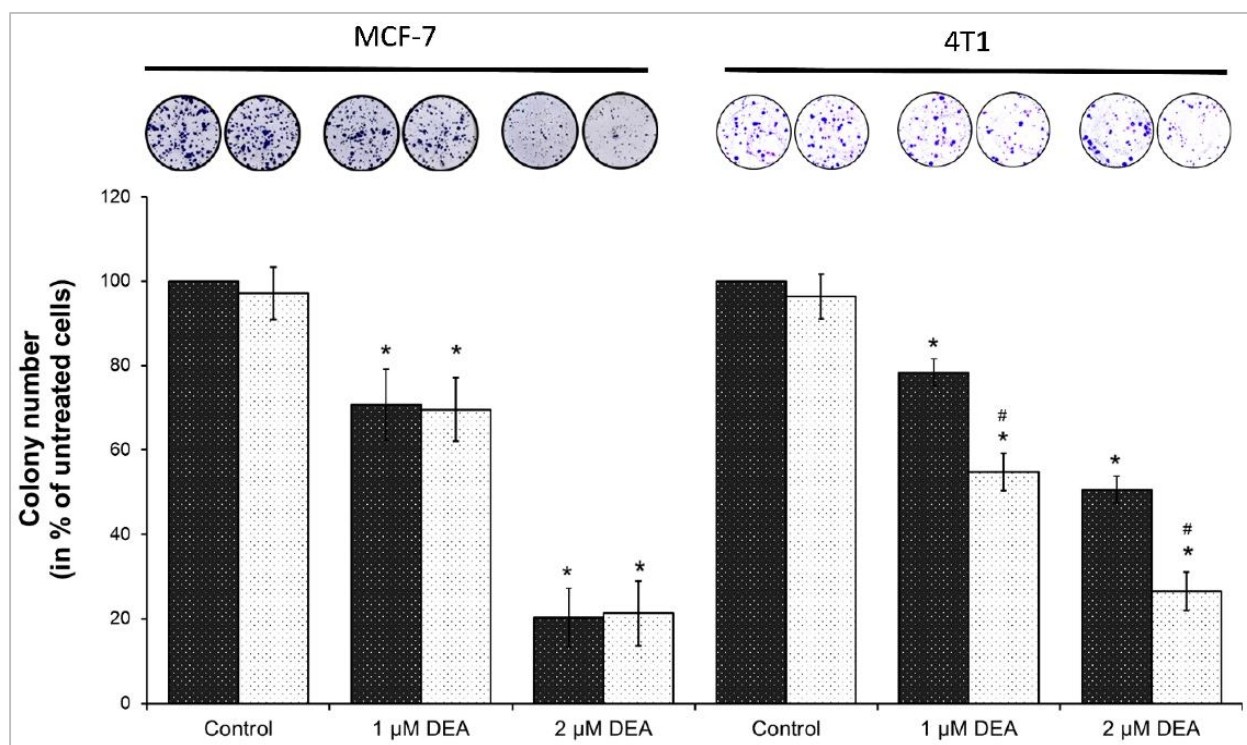 MCF-7
4T1
Colony number
(in % of untreated cells)
120
100
80
60
40
20
0
*
*
*
*
*
#
*
*
#
*
Control
1 µM DEA
2 µM DEA
Control
1 µM DEA
2 µM DEA